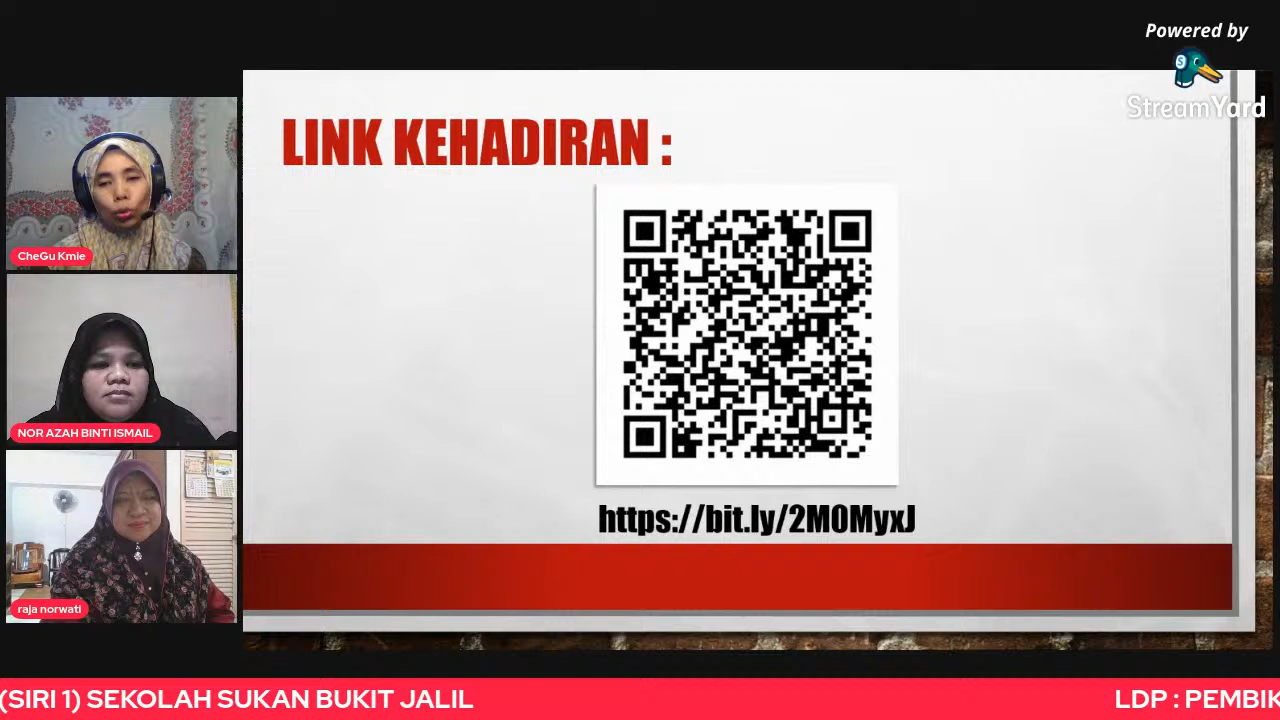 Powered by
StreamYard
LINK KEHADIRAN :
https://bit.ly/2M0MyxJ
CheGu Kmie
NOR AZAH BINTI ISMAIL
raja norwati
(SIRI 1) SEKOLAH SUKAN BUKIT JALIL
LDP : PEMBIK